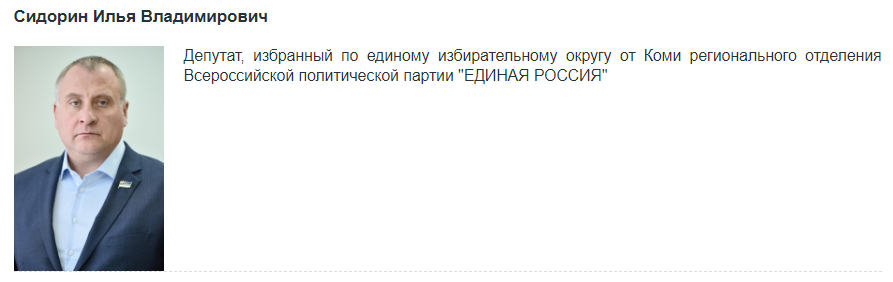 Сидорин Илья Владимирович
Депутат, избранный по единому избирательному округу от Коми регионального отделения
Всероссийской политической партии "ЕДИНАЯ РОССИЯ"